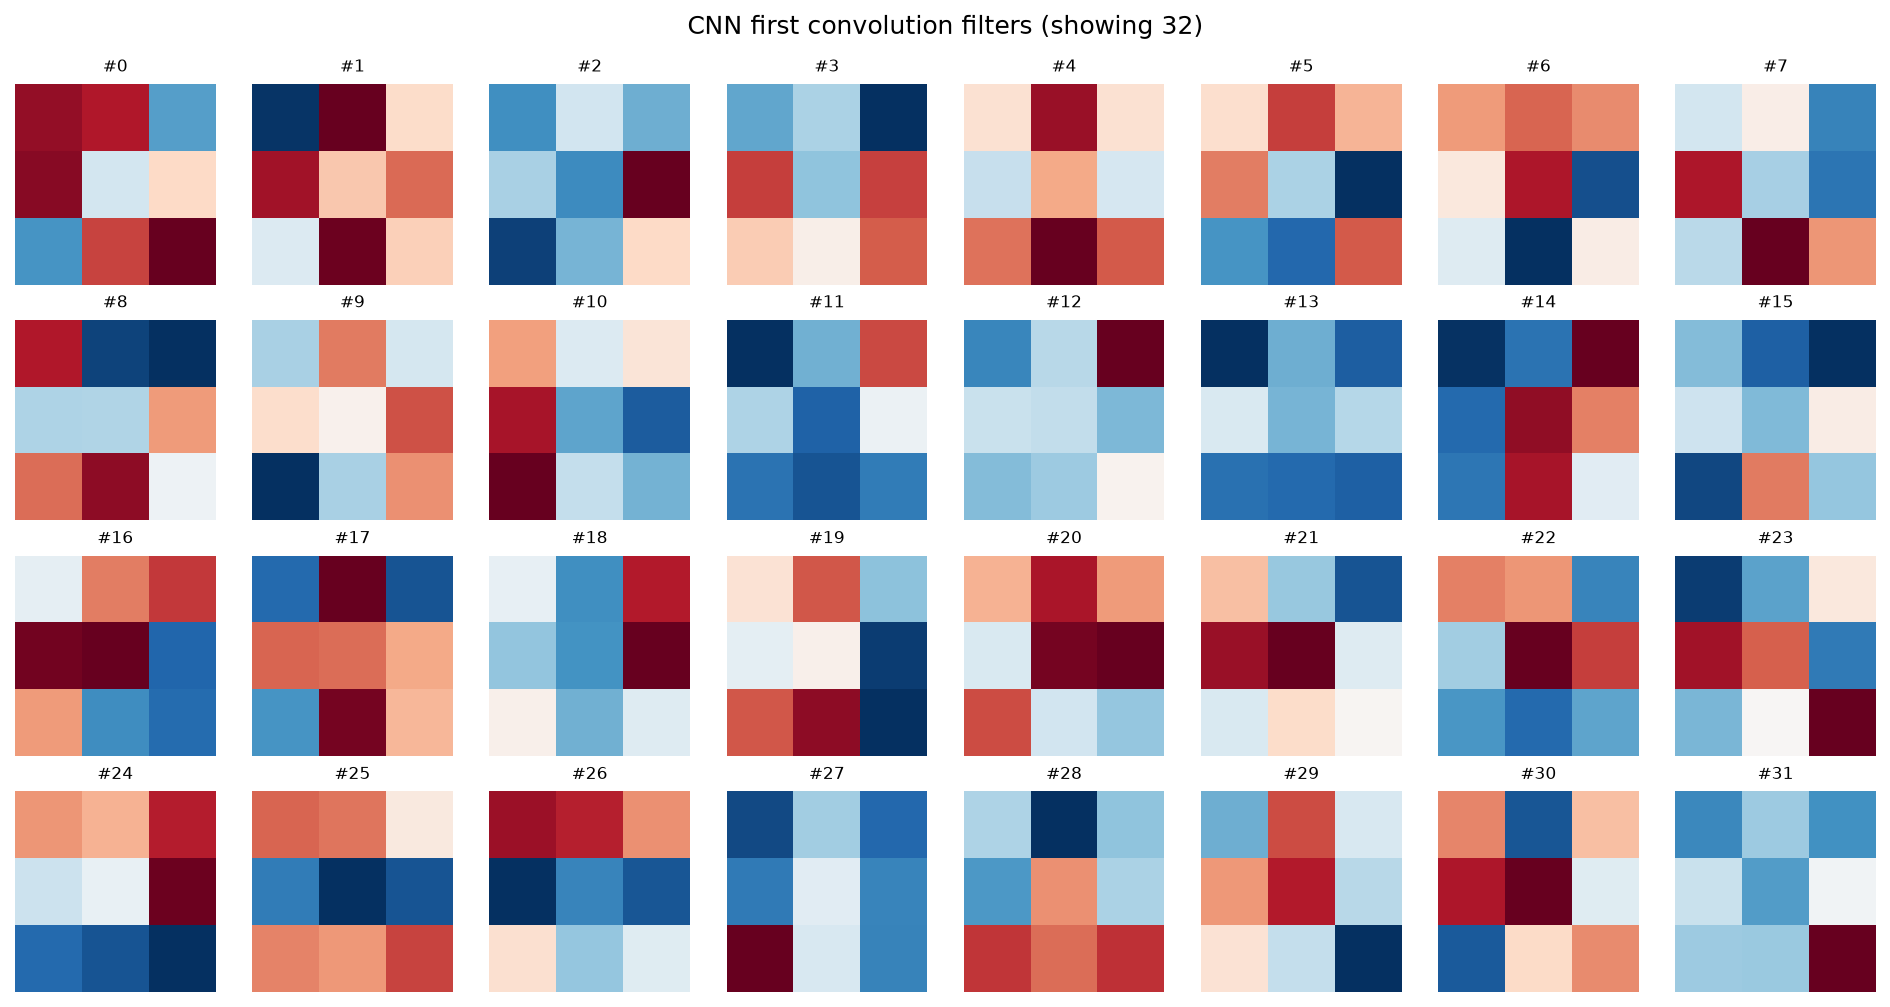 CNN first convolution filters (showing 32)
#0 #1 #2 #3 #4 #5 #6 #7
#8 #9 #10 #11 #12 #13 #14 #15
#16 #17 #18 #19 #20 #21 #22 #23
#24 #25 #26 #27 #28 #29 #30 #31